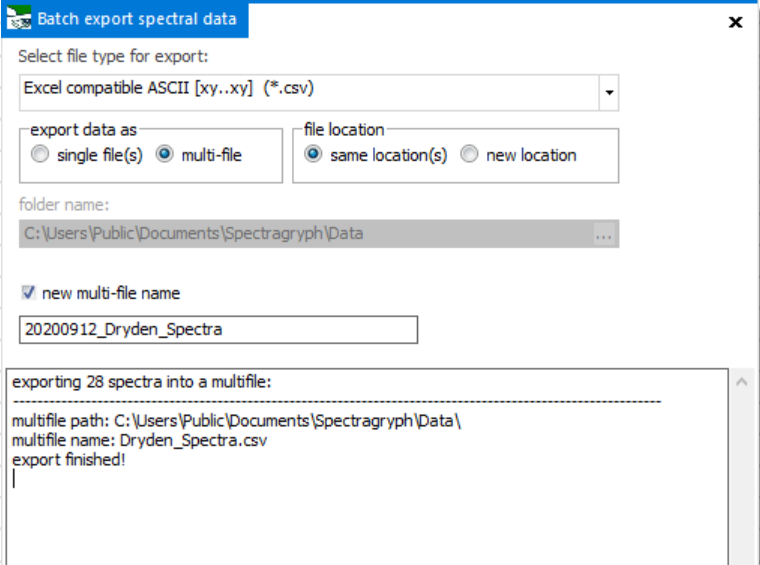 Batch export spectral data
Select file type for export:
Excel compatible ASCII [xy..xy]  (*.csv)
export data as
single file(s) multi-file
file location
same location(s) new location
folder name:
C:\Users\Public\Documents\Spectragryph\Data ...
new multi-file name
20200912_Dryden_Spectra
exporting 28 spectra into a multifile:
--------------------------------------------------------------------------------------------------------------
multifile path: C:\Users\Public\Documents\Spectragryph\Data\
multifile name: Dryden_Spectra.csv
export finished!